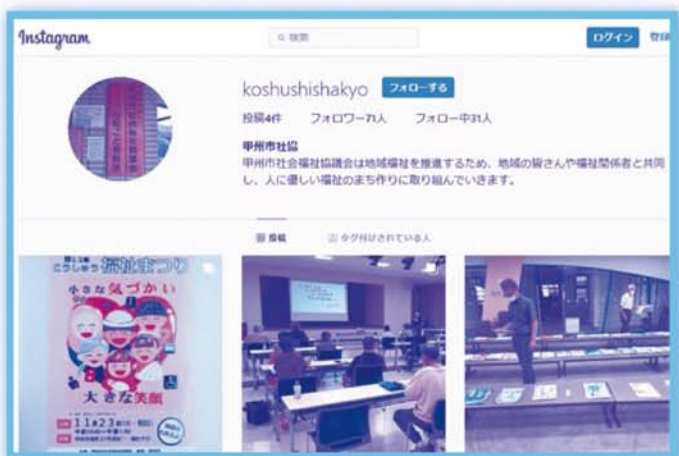 Instagram
検索
ログイン
登録
koshushishakyo
フォローする
投稿4件 フォロワー71人 フォロー中31人
甲州市社協
甲州市社会福祉協議会は地域福祉を推進するため、地域の皆さんや福祉関係者と共同
し、人に優しい福祉のまち作りに取り組んでいきます。
投稿
タグ付けされている人
こうしゅう福祉まつり
小さな気づかい
大きな笑顔
11月23日